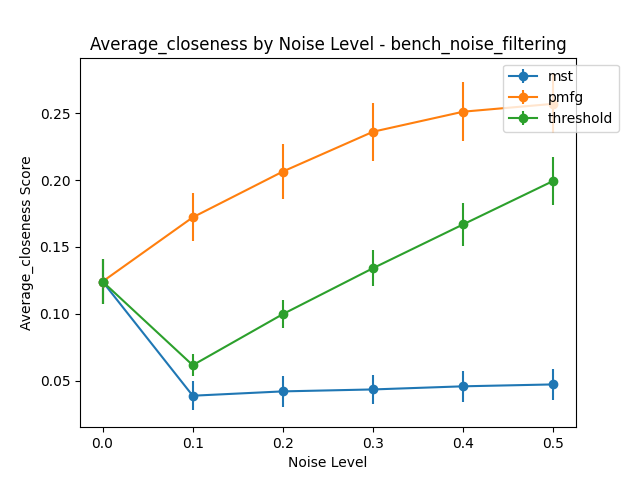 Average_closeness by Noise Level - bench_noise_filtering
mst
pmfg
threshold
0.25
0.20
0.15
0.10
0.05
Average_closeness Score
0.0
0.1
0.2
0.3
0.4
0.5
Noise Level